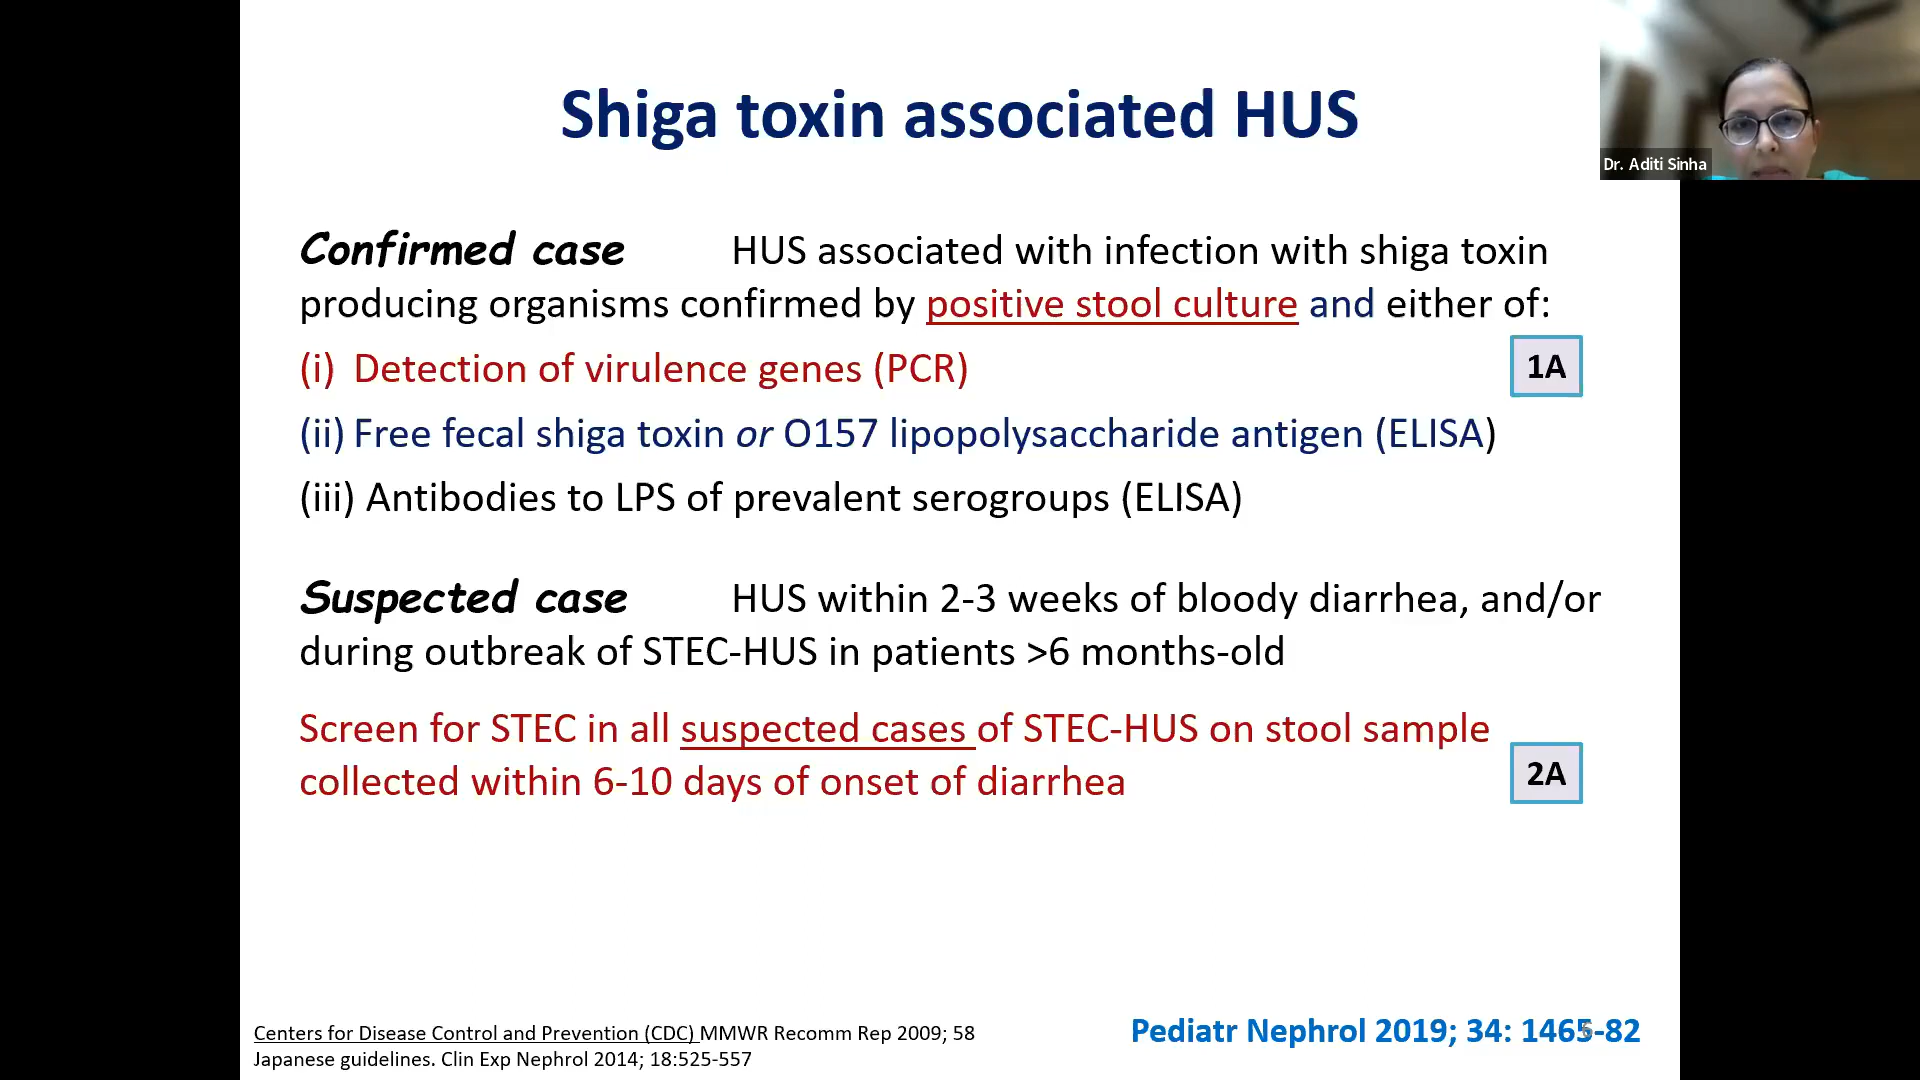 Shiga toxin associated HUS
Dr. Aditi Sinha
Confirmed case HUS associated with infection with shiga toxin
producing organisms confirmed by positive stool culture and either of:
(i) Detection of virulence genes (PCR)
1A
(ii) Free fecal shiga toxin or O157 lipopolysaccharide antigen (ELISA)
(iii) Antibodies to LPS of prevalent serogroups (ELISA)
Suspected case HUS within 2-3 weeks of bloody diarrhea, and/or
during outbreak of STEC-HUS in patients >6 months-old
Screen for STEC in all suspected cases of STEC-HUS on stool sample
collected within 6-10 days of onset of diarrhea
2A
Centers for Disease Control and Prevention (CDC) MMWR Recomm Rep 2009; 58
Japanese guidelines. Clin Exp Nephrol 2014; 18:525-557
Pediatr Nephrol 2019; 34: 1465-82
6